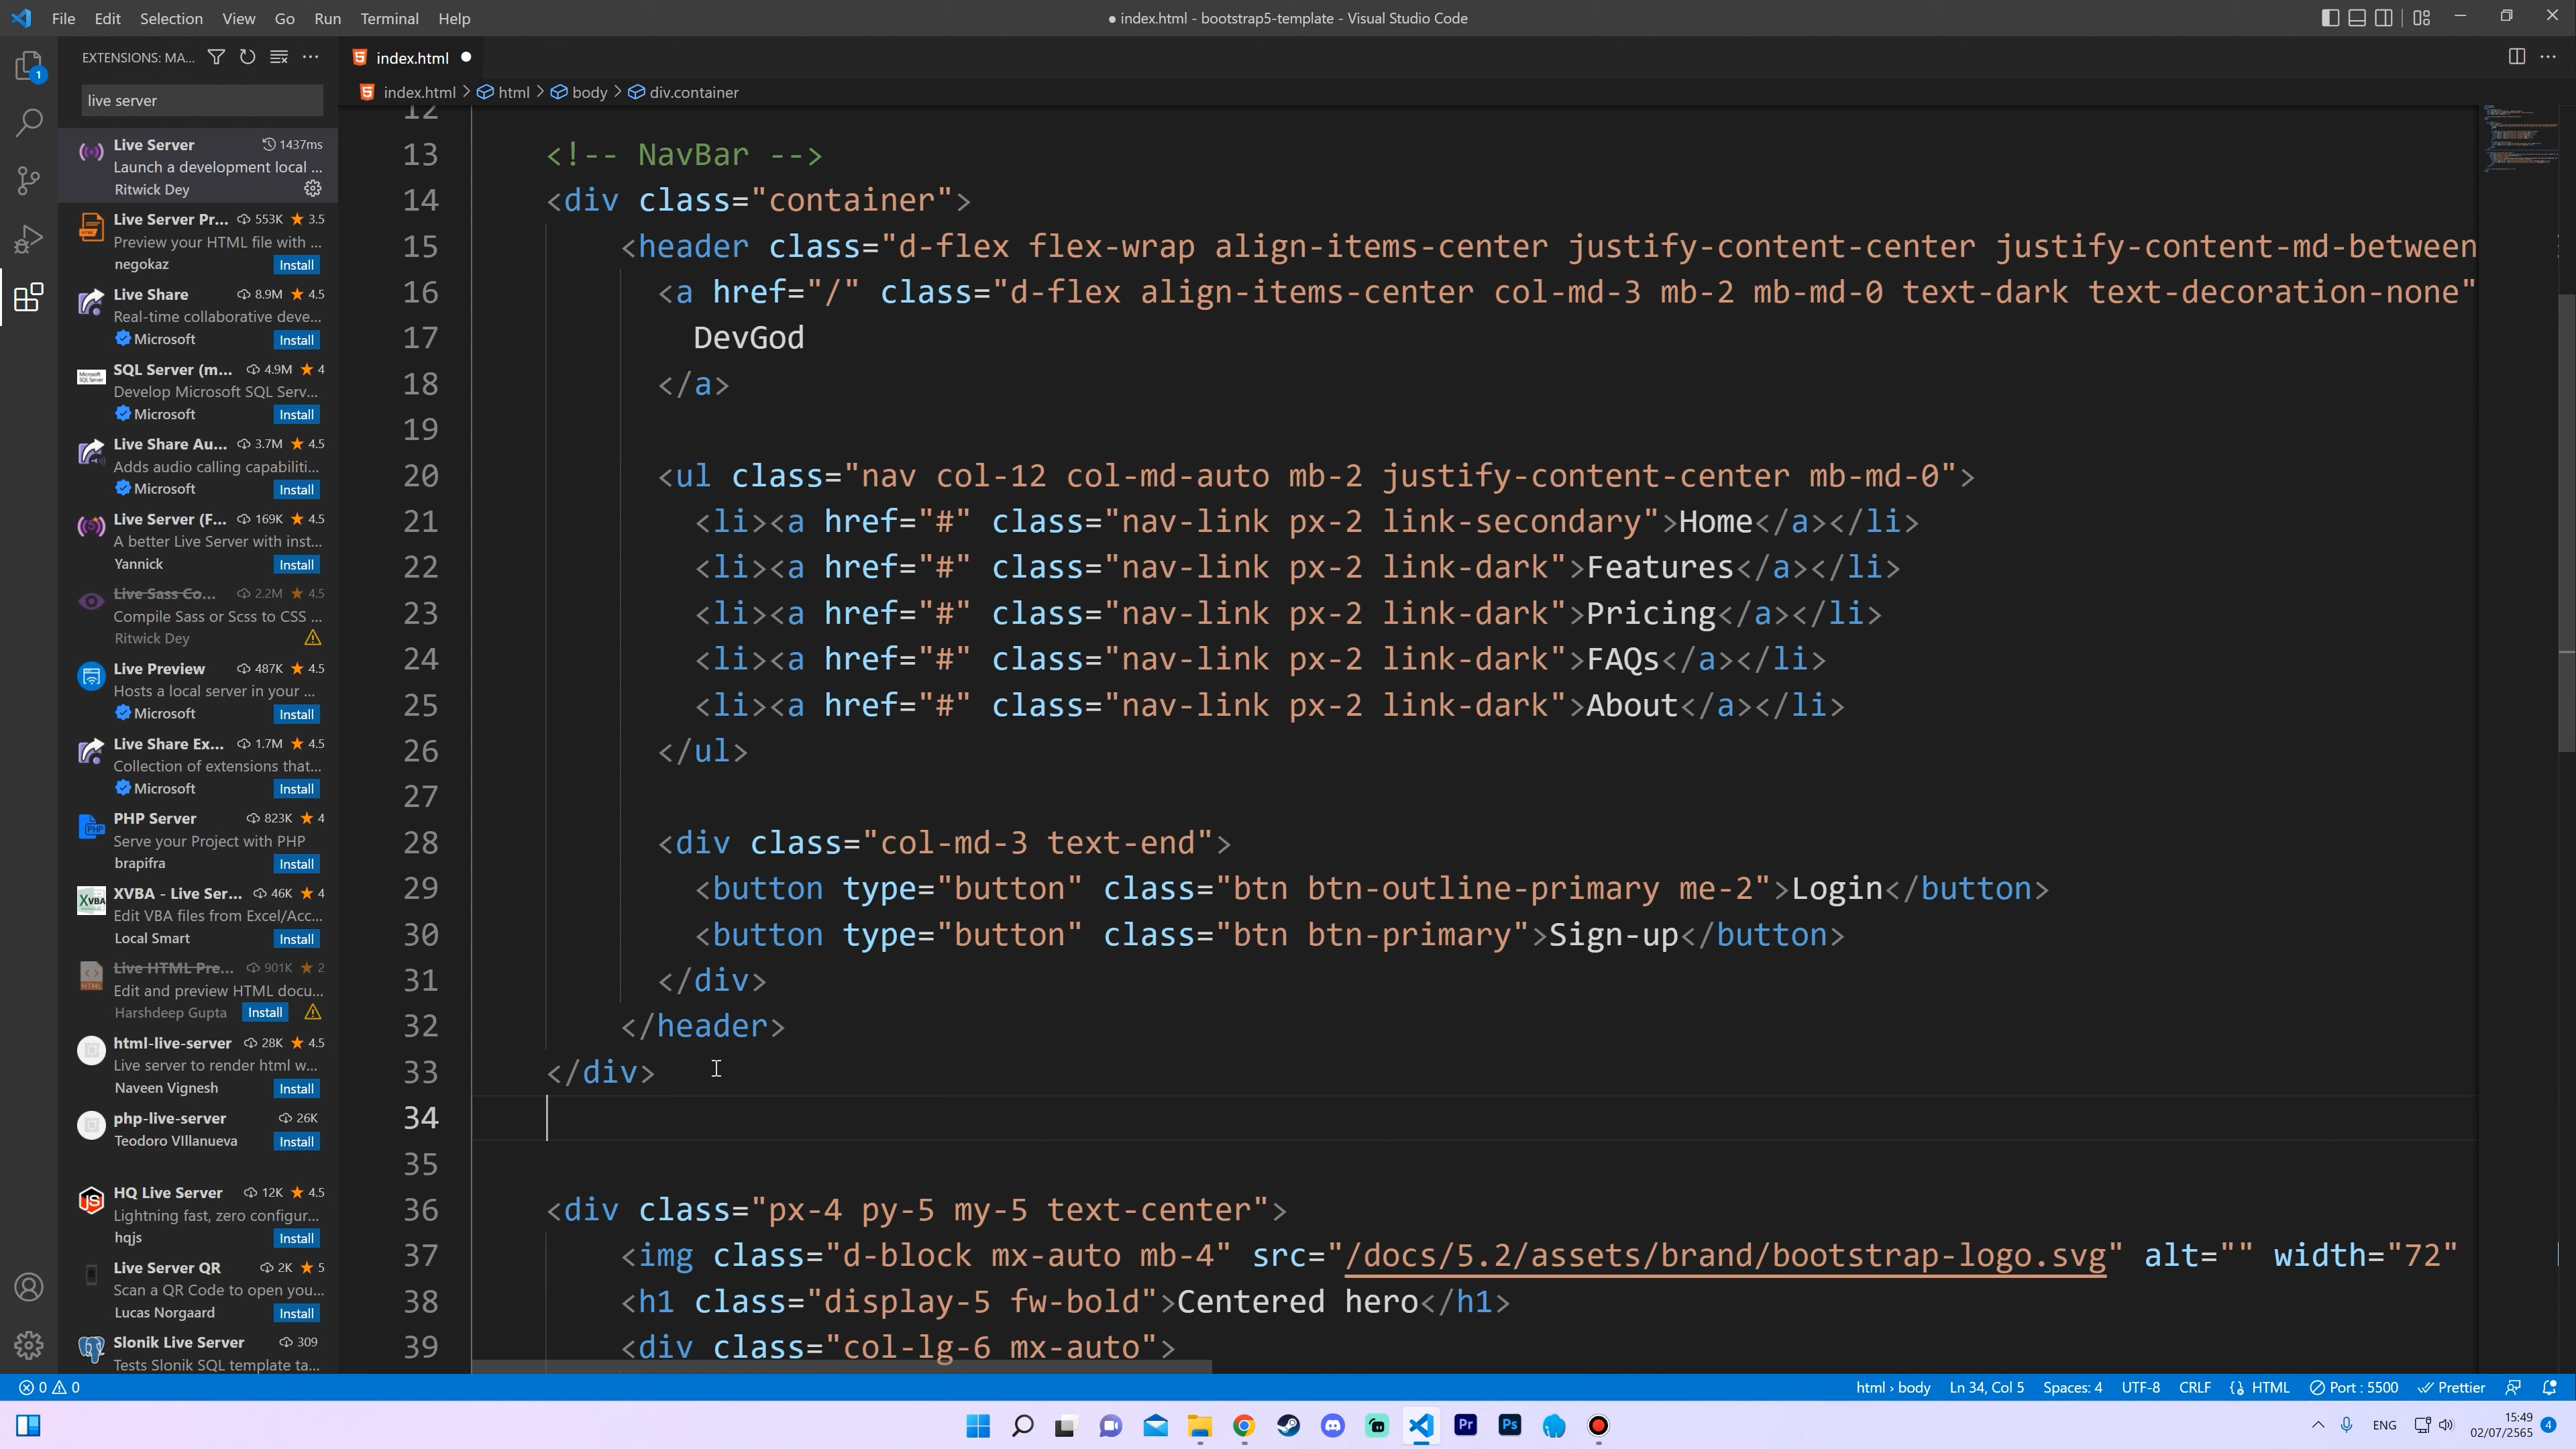 File Edit Selection View Go Run Terminal Help
● index.html - bootstrap5-template - Visual Studio Code
EXTENSIONS: MA...
live server
Live Server 1437ms
Launch a development local ...
Ritwick Dey
Live Server Pr... 553K ★ 3.5
Preview your HTML file with ...
negokaz Install
Live Share 8.9M ★ 4.5
Real-time collaborative deve...
Microsoft Install
SQL Server (m... 4.9M ★ 4
Develop Microsoft SQL Serv...
Microsoft Install
Live Share Au... 3.7M ★ 4.5
Adds audio calling capabiliti...
Microsoft Install
Live Server (F... 169K ★ 4.5
A better Live Server with inst...
Yannick Install
Live Sass Co... 2.2M ★ 4.5
Compile Sass or Scss to CSS ...
Ritwick Dey
Live Preview 487K ★ 4.5
Hosts a local server in your ...
Microsoft Install
Live Share Ex... 1.7M ★ 4.5
Collection of extensions that...
Microsoft Install
PHP Server 823K ★ 4
Serve your Project with PHP
brapifra Install
XVBA - Live Ser... 46K ★ 4
Edit VBA files from Excel/Acc...
Local Smart Install
Live HTML Pre... 901K ★ 2
Edit and preview HTML docu...
Harshdeep Gupta Install
html-live-server 28K ★ 4.5
Live server to render html w...
Naveen Vignesh Install
php-live-server 26K
Teodoro VIllanueva Install
HQ Live Server 12K ★ 4.5
Lightning fast, zero configur...
hqjs Install
Live Server QR 2K ★ 5
Scan a QR Code to open you...
Lucas Norgaard Install
Slonik Live Server 309
Tests Slonik SQL template ta...
index.html ●
index.html > html > body > div.container
12
13 <!-- NavBar -->
14 <div class="container">
15 <header class="d-flex flex-wrap align-items-center justify-content-center justify-content-md-between
16 <a href="/" class="d-flex align-items-center col-md-3 mb-2 mb-md-0 text-dark text-decoration-none"
17 DevGod
18 </a>
19
20 <ul class="nav col-12 col-md-auto mb-2 justify-content-center mb-md-0">
21 <li><a href="#" class="nav-link px-2 link-secondary">Home</a></li>
22 <li><a href="#" class="nav-link px-2 link-dark">Features</a></li>
23 <li><a href="#" class="nav-link px-2 link-dark">Pricing</a></li>
24 <li><a href="#" class="nav-link px-2 link-dark">FAQs</a></li>
25 <li><a href="#" class="nav-link px-2 link-dark">About</a></li>
26 </ul>
27
28 <div class="col-md-3 text-end">
29 <button type="button" class="btn btn-outline-primary me-2">Login</button>
30 <button type="button" class="btn btn-primary">Sign-up</button>
31 </div>
32 </header>
33 </div>
34
35
36 <div class="px-4 py-5 my-5 text-center">
37 <img class="d-block mx-auto mb-4" src="/docs/5.2/assets/brand/bootstrap-logo.svg" alt="" width="72"
38 <h1 class="display-5 fw-bold">Centered hero</h1>
39 <div class="col-lg-6 mx-auto">
0 0 html › body Ln 34, Col 5 Spaces: 4 UTF-8 CRLF HTML Port : 5500 Prettier
ENG 15:49
02/07/2565 4